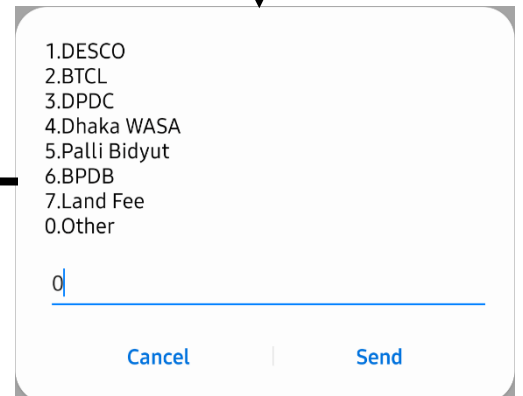 1.DESCO
2.BTCL
3.DPDC
4.Dhaka WASA
5.Palli Bidyut
6.BPDB
7.Land Fee
0.Other
0
Cancel Send